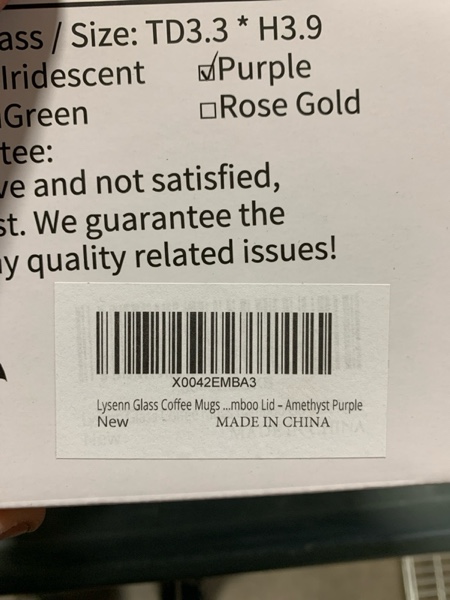 ass / Size: TD3.3 * H3.9
Iridescent ☑Purple
Green □Rose Gold
tee:
ve and not satisfied,
st. We guarantee the
y quality related issues!
X0042EMBA3
Lysenn Glass Coffee Mugs ...mboo Lid – Amethyst Purple
New MADE IN CHINA